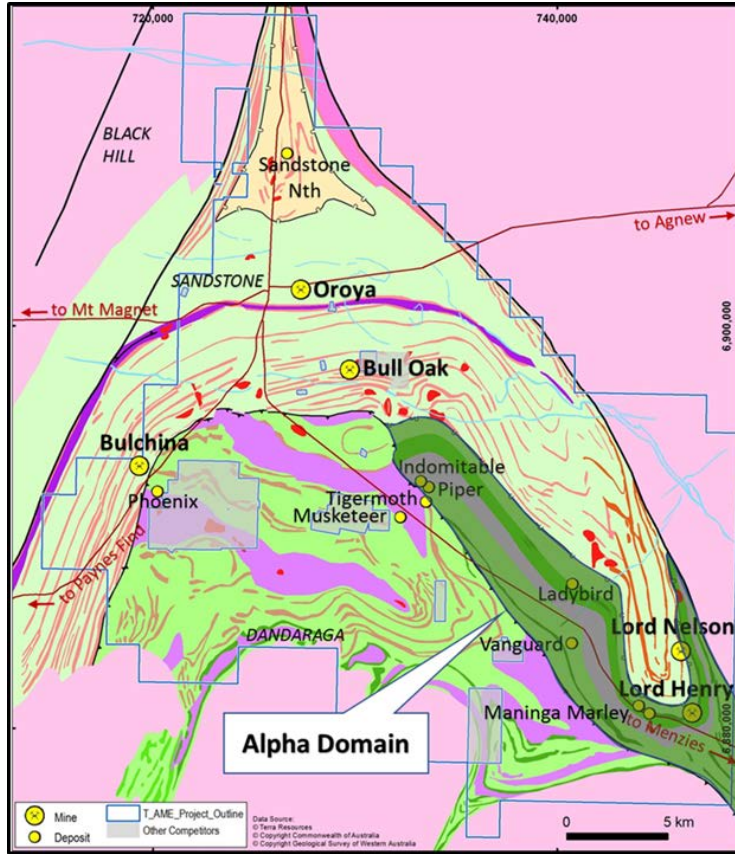 720,000
740,000
BLACK
HILL
Sandstone
Nth
to Agnew
SANDSTONE
Oroya
to Mt Magnet
6,900,000
Bull Oak
Bulchina
Indomitable
Phoenix
Piper
Tigermoth
Musketeer
to Paynes Find
Ladybird
DANDARAGA
Lord Nelson
Vanguard
Lord Henry
Maninga Marley
6,880,000
to Menzies
Alpha Domain
Mine
Deposit
T_AME_Project_Outline
Other Competitors
Data Source:
© Terra Resources
© Copyright Commonwealth of Australia
© Copyright Geological Survey of Western Australia
0 5 km